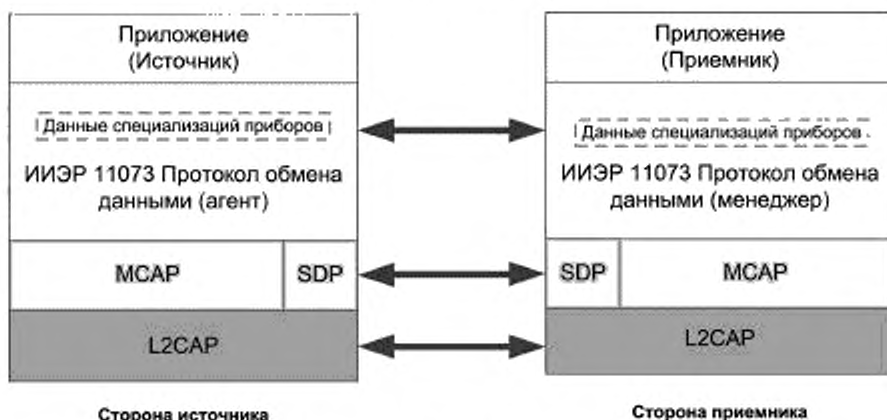 Приложение
(Источник)
Данные специализаций приборов
ИИЭР 11073 Протокол обмена
данными (агент)
MCAP
SDP
L2CAP
Сторона источника
Приложение
(Приемник)
Данные специализаций приборов
ИИЭР 11073 Протокол обмена
данными (менеджер)
SDP
MCAP
L2CAP
Сторона приемника